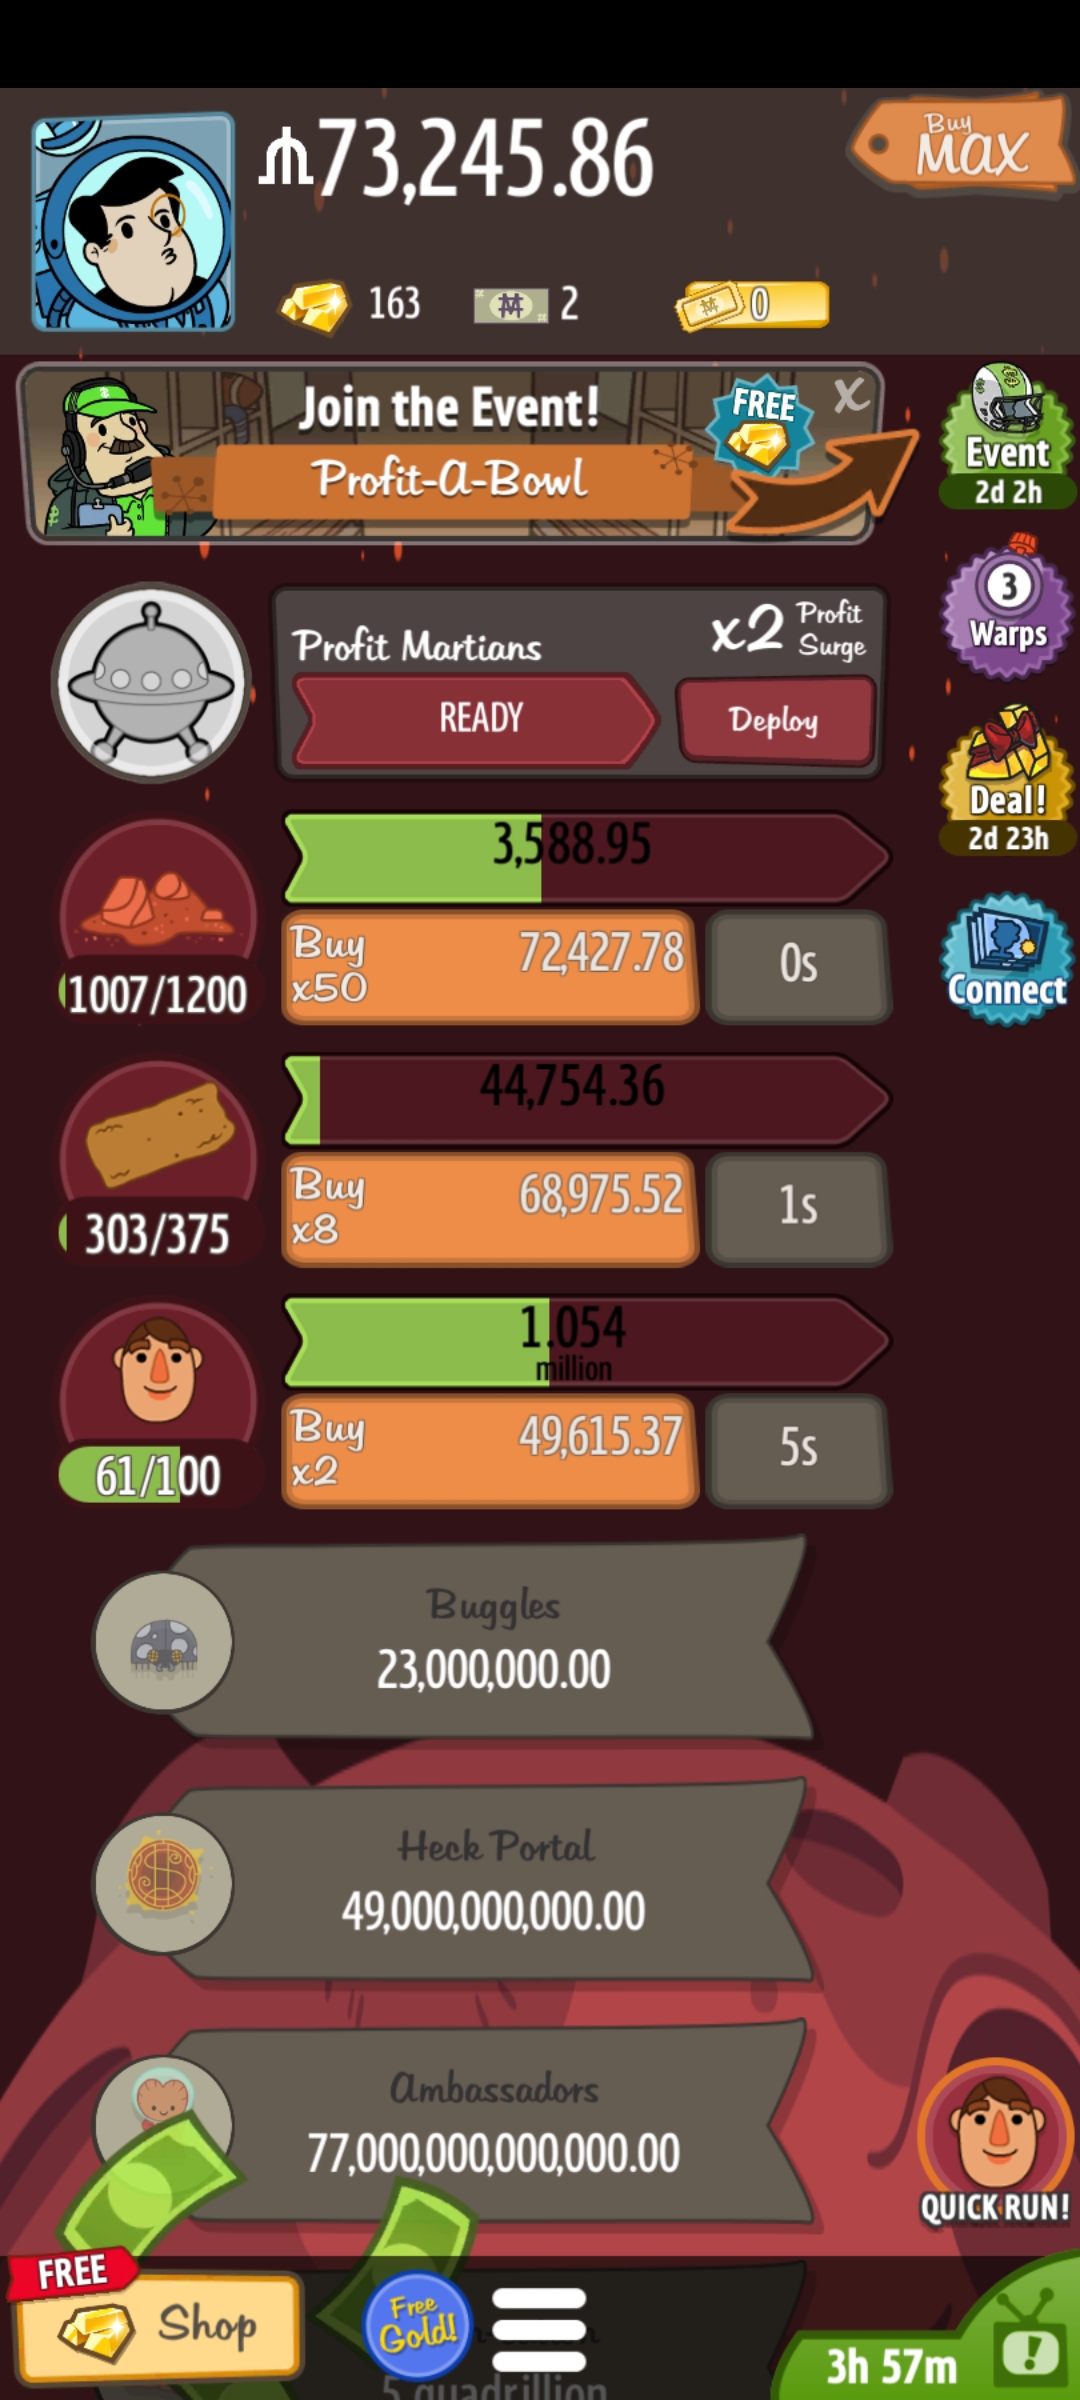 73,245.86
Buy
MAX
163
2
0
Join the Event!
FREE
X
Profit-A-Bowl
Event
2d 2h
3
Warps
Profit Martians
x2 Profit
Surge
READY
Deploy
Deal!
2d 23h
3,588.95
Buy
x50
72,427.78
0s
1007/1200
Connect
44,754.36
Buy
x8
68,975.52
1s
303/375
1.054
million
Buy
x2
49,615.37
5s
61/100
Buggles
23,000,000.00
Heck Portal
49,000,000,000.00
Ambassadors
77,000,000,000,000.00
QUICK RUN!
FREE
Shop
Free
Gold!
3h 57m
5 quadrillion